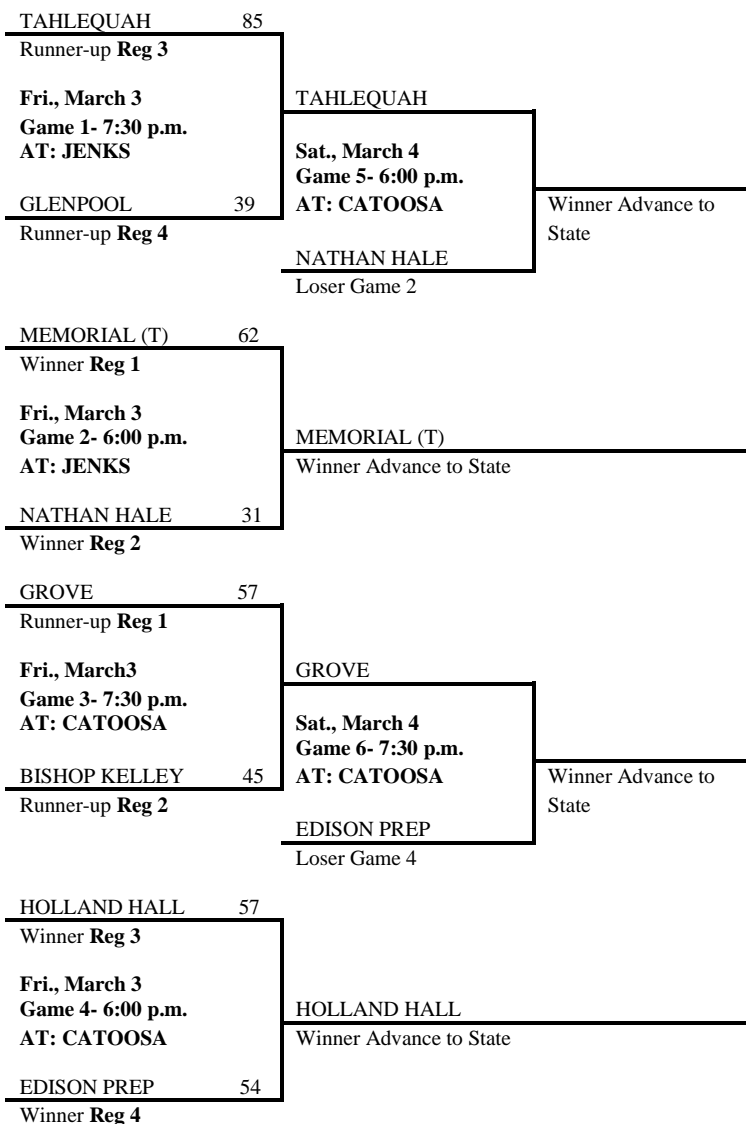 TAHLEQUAH 85
Runner-up Reg 3
Fri., March 3
Game 1- 7:30 p.m.
AT: JENKS
GLENPOOL 39
Runner-up Reg 4
TAHLEQUAH
Sat., March 4
Game 5- 6:00 p.m.
AT: CATOOSA
NATHAN HALE
Loser Game 2
Winner Advance to
State
MEMORIAL (T) 62
Winner Reg 1
Fri., March 3
Game 2- 6:00 p.m.
AT: JENKS
NATHAN HALE 31
Winner Reg 2
MEMORIAL (T)
Winner Advance to State
GROVE 57
Runner-up Reg 1
Fri., March3
Game 3- 7:30 p.m.
AT: CATOOSA
BISHOP KELLEY 45
Runner-up Reg 2
GROVE
Sat., March 4
Game 6- 7:30 p.m.
AT: CATOOSA
EDISON PREP
Loser Game 4
Winner Advance to
State
HOLLAND HALL 57
Winner Reg 3
Fri., March 3
Game 4- 6:00 p.m.
AT: CATOOSA
EDISON PREP 54
Winner Reg 4
HOLLAND HALL
Winner Advance to State